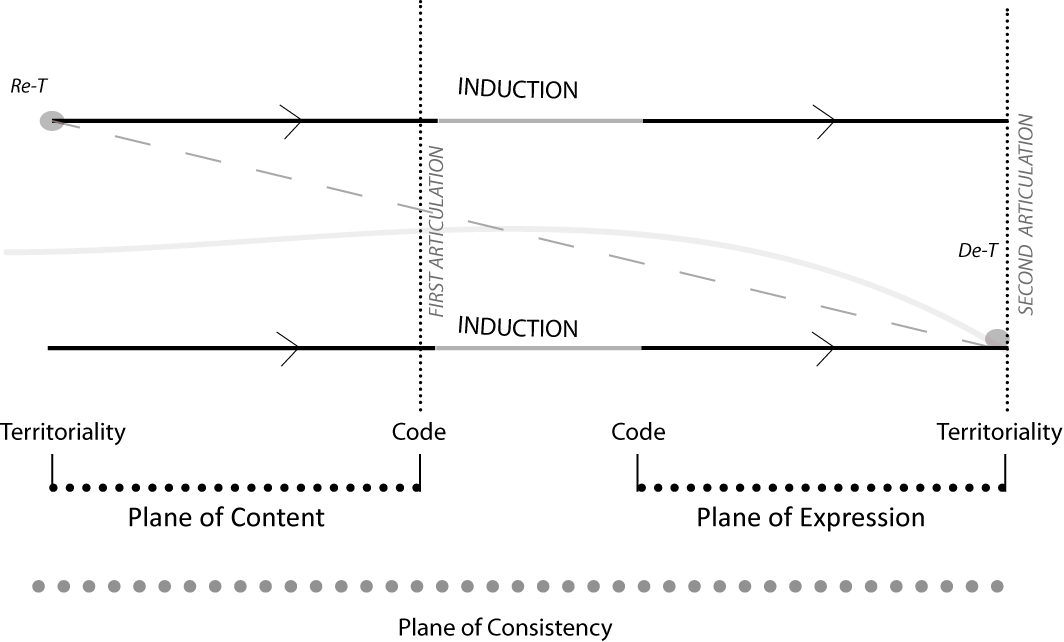 Re-T
INDUCTION
FIRST ARTICULATION
SECOND ARTICULATION
De-T
INDUCTION
Territoriality
Code
Code
Territoriality
Plane of Content
Plane of Expression
Plane of Consistency